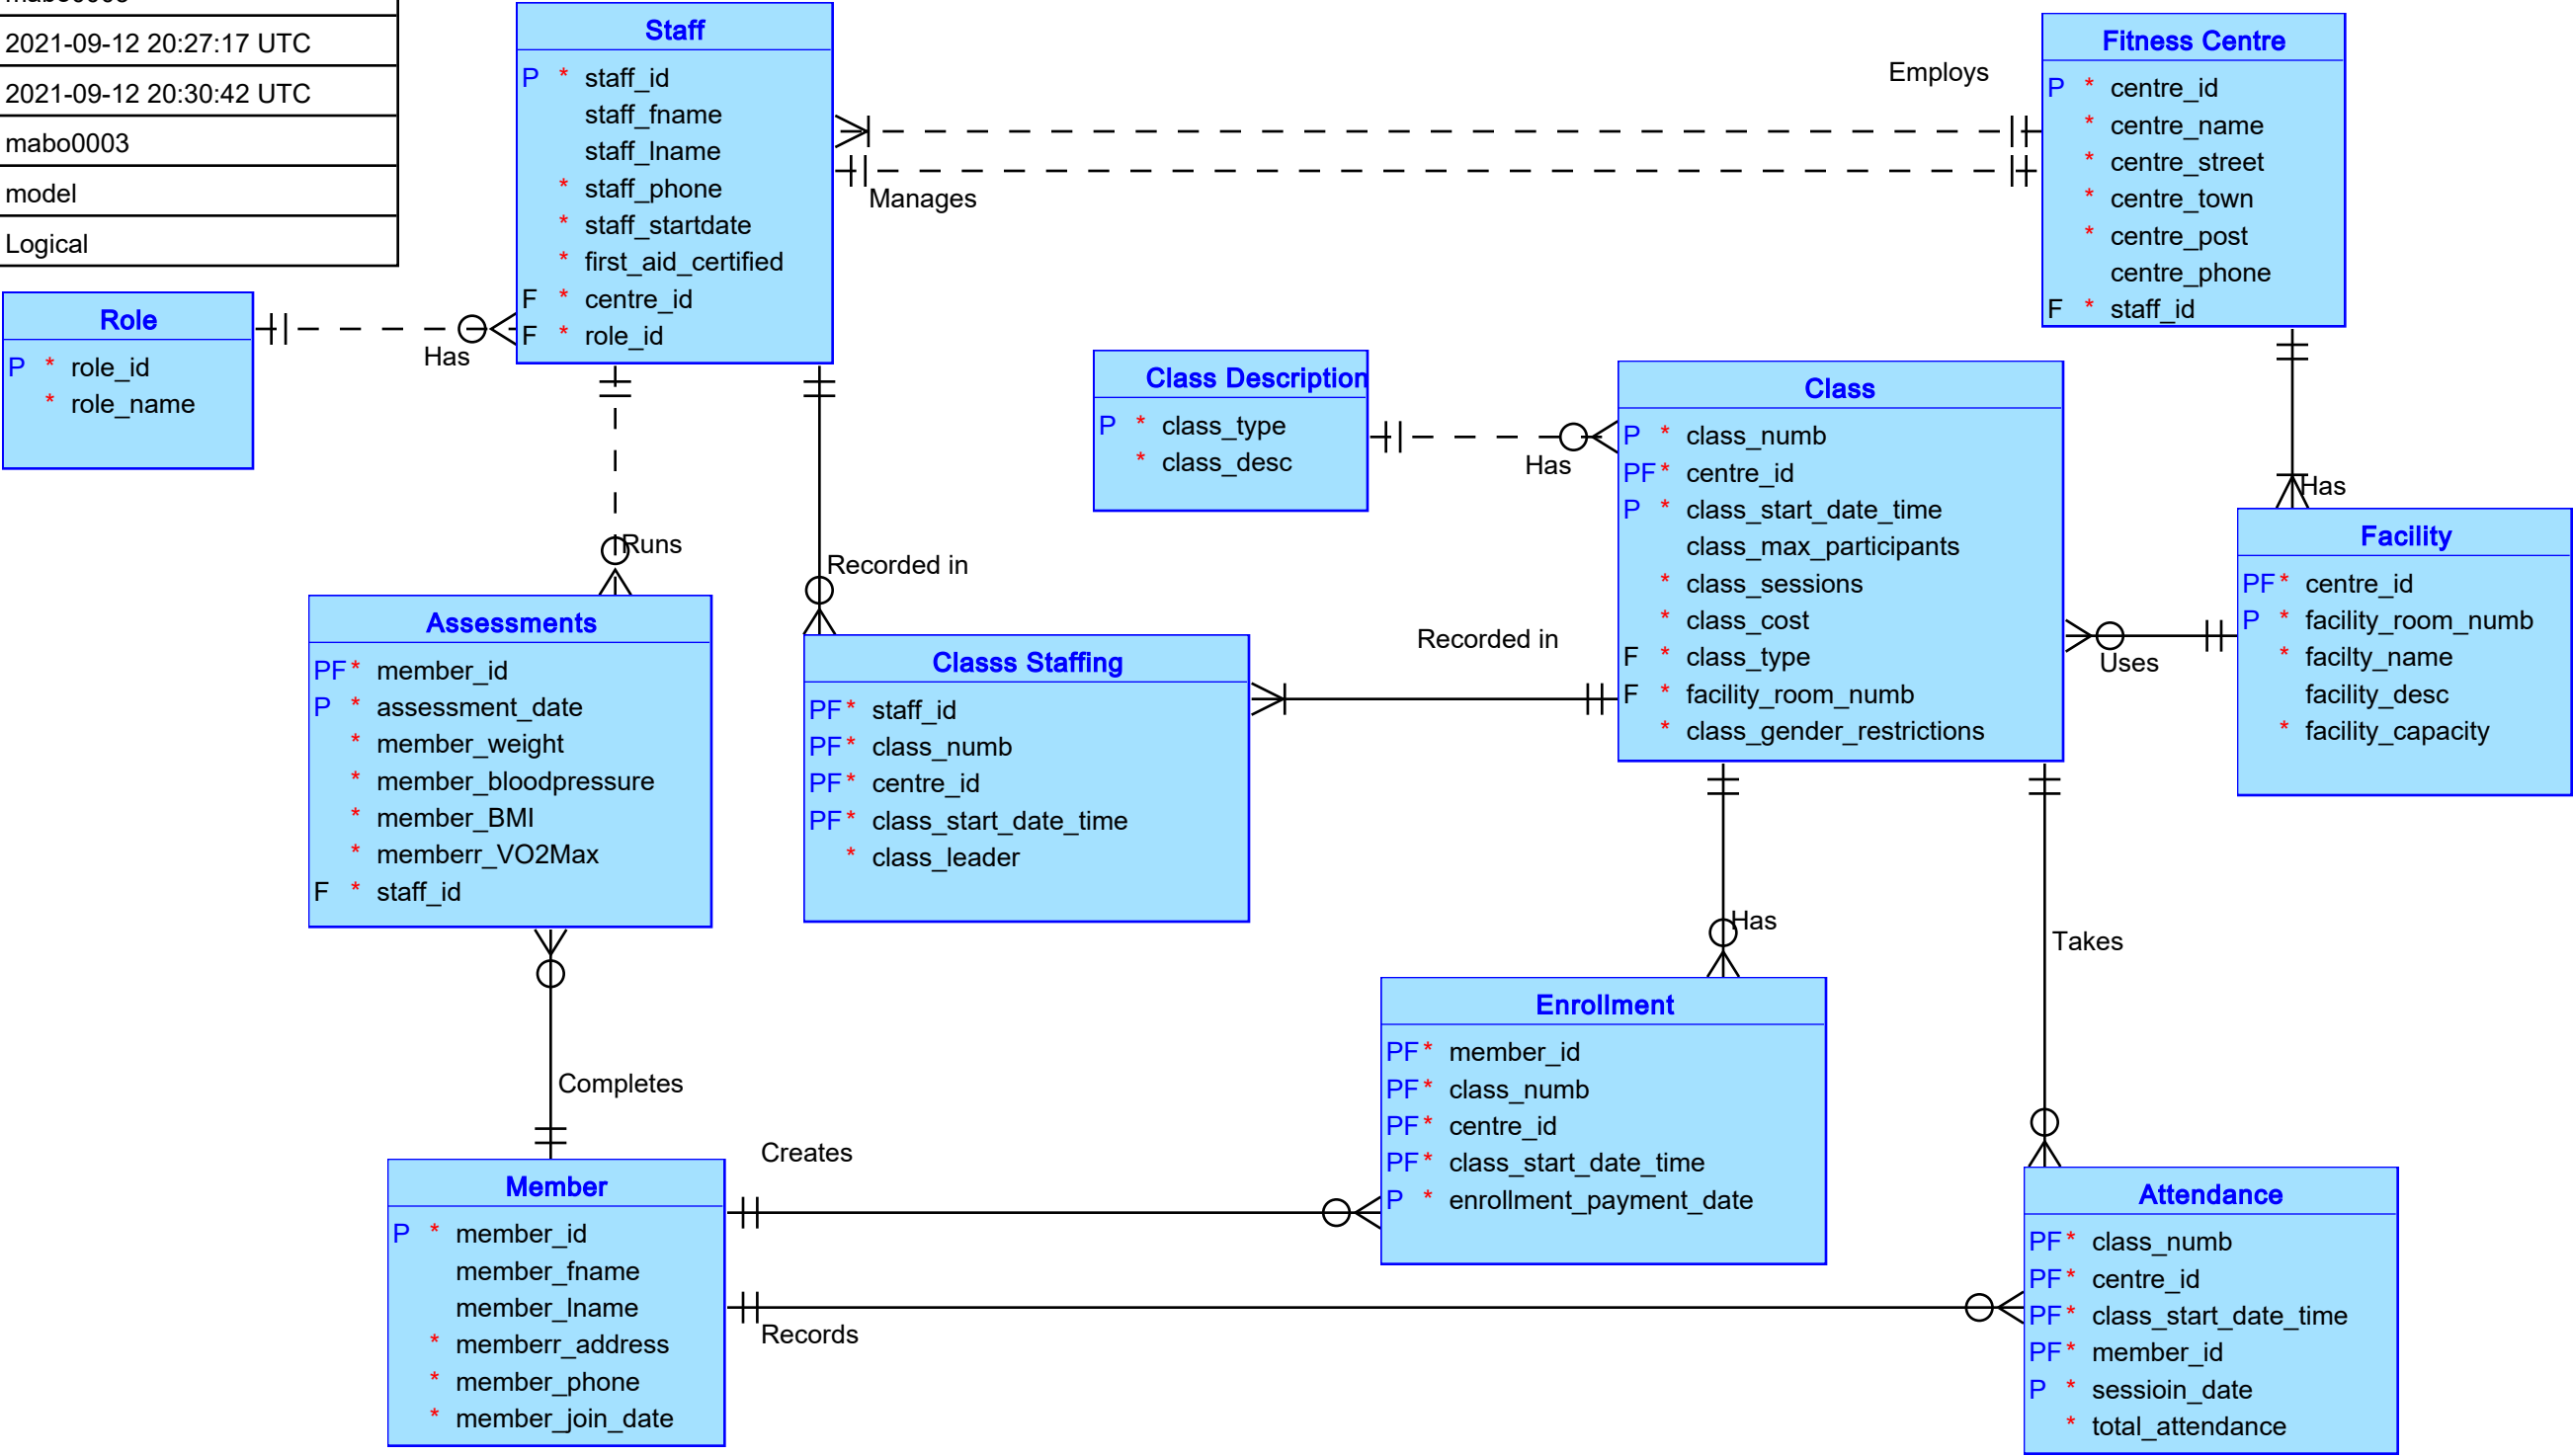 2021-09-12 20:27:17 UTC
2021-09-12 20:30:42 UTC
mabo0003
model
Logical
Staff
P * staff_id
staff_fname
staff_lname
* staff_phone
* staff_startdate
* first_aid_certified
F * centre_id
F * role_id
Employs
Manages
Fitness Centre
P * centre_id
* centre_name
* centre_street
* centre_town
* centre_post
centre_phone
F * staff_id
Role
P * role_id
* role_name
Has
Class Description
P * class_type
* class_desc
Has
Class
P * class_numb
PF * centre_id
P * class_start_date_time
class_max_participants
* class_sessions
* class_cost
F * class_type
F * facility_room_numb
* class_gender_restrictions
Has
Facility
PF * centre_id
P * facility_room_numb
* facilty_name
facility_desc
* facility_capacity
Uses
Runs
Recorded in
Recorded in
Assessments
PF * member_id
P * assessment_date
* member_weight
* member_bloodpressure
* member_BMI
* memberr_VO2Max
F * staff_id
Classs Staffing
PF * staff_id
PF * class_numb
PF * centre_id
PF * class_start_date_time
* class_leader
Has
Takes
Enrollment
PF * member_id
PF * class_numb
PF * centre_id
PF * class_start_date_time
P * enrollment_payment_date
Completes
Creates
Records
Member
P * member_id
member_fname
member_lname
* memberr_address
* member_phone
* member_join_date
Attendance
PF * class_numb
PF * centre_id
PF * class_start_date_time
PF * member_id
P * sessioin_date
* total_attendance